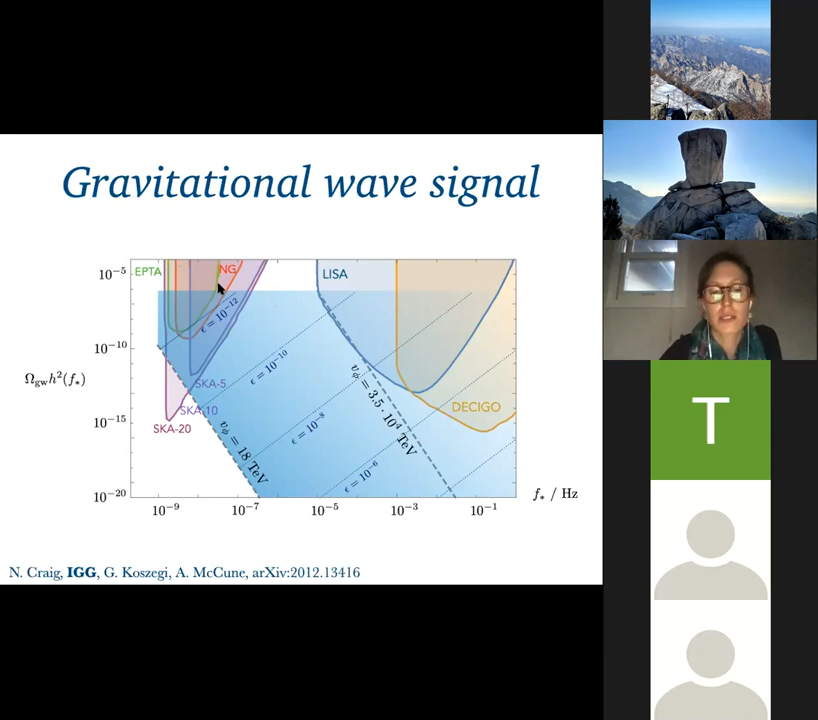 Gravitational wave signal
10⁻⁵
10⁻¹⁰
10⁻¹⁵
10⁻²⁰
Ω_gw h²(f_*)
EPTA
NG
LISA
ϵ = 10⁻¹²
ϵ = 10⁻¹⁰
ϵ = 10⁻⁸
ϵ = 10⁻⁶
SKA-5
SKA-10
SKA-20
DECIGO
v_ϕ = 18 TeV
v_ϕ = 3.5 · 10⁴ TeV
10⁻⁹
10⁻⁷
10⁻⁵
10⁻³
10⁻¹
f_* / Hz
N. Craig, IGG, G. Koszegi, A. McCune, arXiv:2012.13416
T